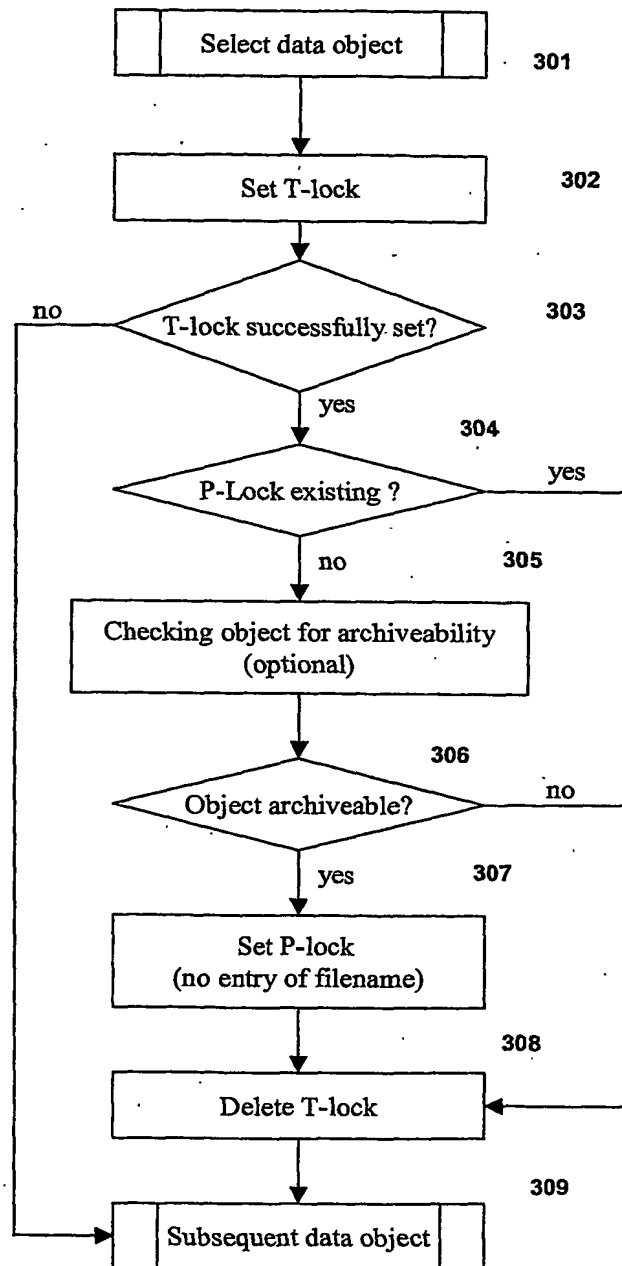 Select data object
301
Set T-lock
302
T-lock successfully set?
303
no
yes
304
P-Lock existing ?
yes
no
305
Checking object for archiveability
(optional)
306
Object archiveable?
no
yes
307
Set P-lock
(no entry of filename)
308
Delete T-lock
309
Subsequent data object